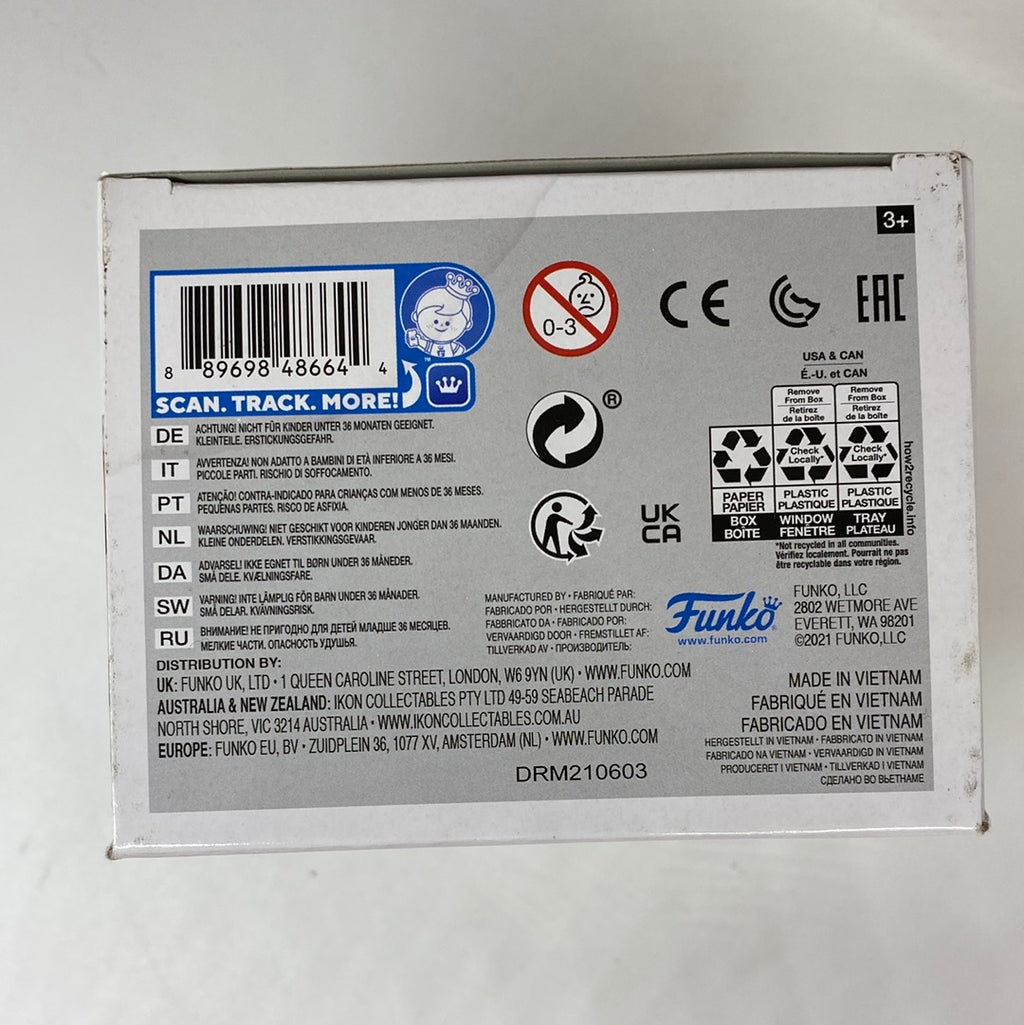 3+
8 89698 48664 4
SCAN. TRACK. MORE!
™
0-3
CE
EAC
®
UK
CA
USA & CAN
É.-U. et CAN
Remove
From Box
Retirez
de la boîte
Remove
From Box
Retirez
de la boîte
Check
Locally*
Check
Locally*
PAPER
PAPIER
PLASTIC
PLASTIQUE
PLASTIC
PLASTIQUE
BOX
BOÎTE
WINDOW
FENÊTRE
TRAY
PLATEAU
how2recycle.info
*Not recycled in all communities.
Vérifiez localement. Pourrait ne pas
être recyclable dans votre région.
DE ACHTUNG! NICHT FÜR KINDER UNTER 36 MONATEN GEEIGNET.
KLEINTEILE. ERSTICKUNGSGEFAHR.
IT AVVERTENZA! NON ADATTO A BAMBINI DI ETÀ INFERIORE A 36 MESI.
PICCOLE PARTI. RISCHIO DI SOFFOCAMENTO.
PT ATENÇÃO! CONTRA-INDICADO PARA CRIANÇAS COM MENOS DE 36 MESES.
PEQUENAS PARTES. RISCO DE ASFIXIA.
NL WAARSCHUWING! NIET GESCHIKT VOOR KINDEREN JONGER DAN 36 MAANDEN.
KLEINE ONDERDELEN. VERSTIKKINGSGEVAAR.
DA ADVARSEL! IKKE EGNET TIL BØRN UNDER 36 MÅNEDER.
SMÅ DELE. KVÆLNINGSFARE.
SW VARNING! INTE LÄMPLIG FÖR BARN UNDER 36 MÅNADER.
SMÅ DELAR. KVÄVNINGSRISK.
RU ВНИМАНИЕ! НЕ ПРИГОДНО ДЛЯ ДЕТЕЙ МЛАДШЕ 36 МЕСЯЦЕВ.
МЕЛКИЕ ЧАСТИ. ОПАСНОСТЬ УДУШЬЯ.
MANUFACTURED BY • FABRIQUÉ PAR:
FABRICADO POR • HERGESTELLT DURCH:
FABBRICATO DA • FABRICADO POR:
VERVAARDIGD DOOR • FREMSTILLET AF:
TILLVERKAD AV • ПРОИЗВОДИТЕЛЬ:
Funko
www.funko.com
FUNKO, LLC
2802 WETMORE AVE
EVERETT, WA 98201
©2021 FUNKO,LLC
DISTRIBUTION BY:
UK: FUNKO UK, LTD • 1 QUEEN CAROLINE STREET, LONDON, W6 9YN (UK) • WWW.FUNKO.COM
AUSTRALIA & NEW ZEALAND: IKON COLLECTABLES PTY LTD 49-59 SEABEACH PARADE
NORTH SHORE, VIC 3214 AUSTRALIA • WWW.IKONCOLLECTABLES.COM.AU
EUROPE: FUNKO EU, BV • ZUIDPLEIN 36, 1077 XV, AMSTERDAM (NL) • WWW.FUNKO.COM
DRM210603
MADE IN VIETNAM
FABRIQUÉ EN VIETNAM
FABRICADO EN VIETNAM
HERGESTELLT IN VIETNAM • FABBRICATO IN VIETNAM
FABRICADO NA VIETNAM • VERVAARDIGD IN VIETNAM
PRODUCERET I VIETNAM • TILLVERKAD I VIETNAM
СДЕЛАНО ВО ВЬЕТНАМЕ